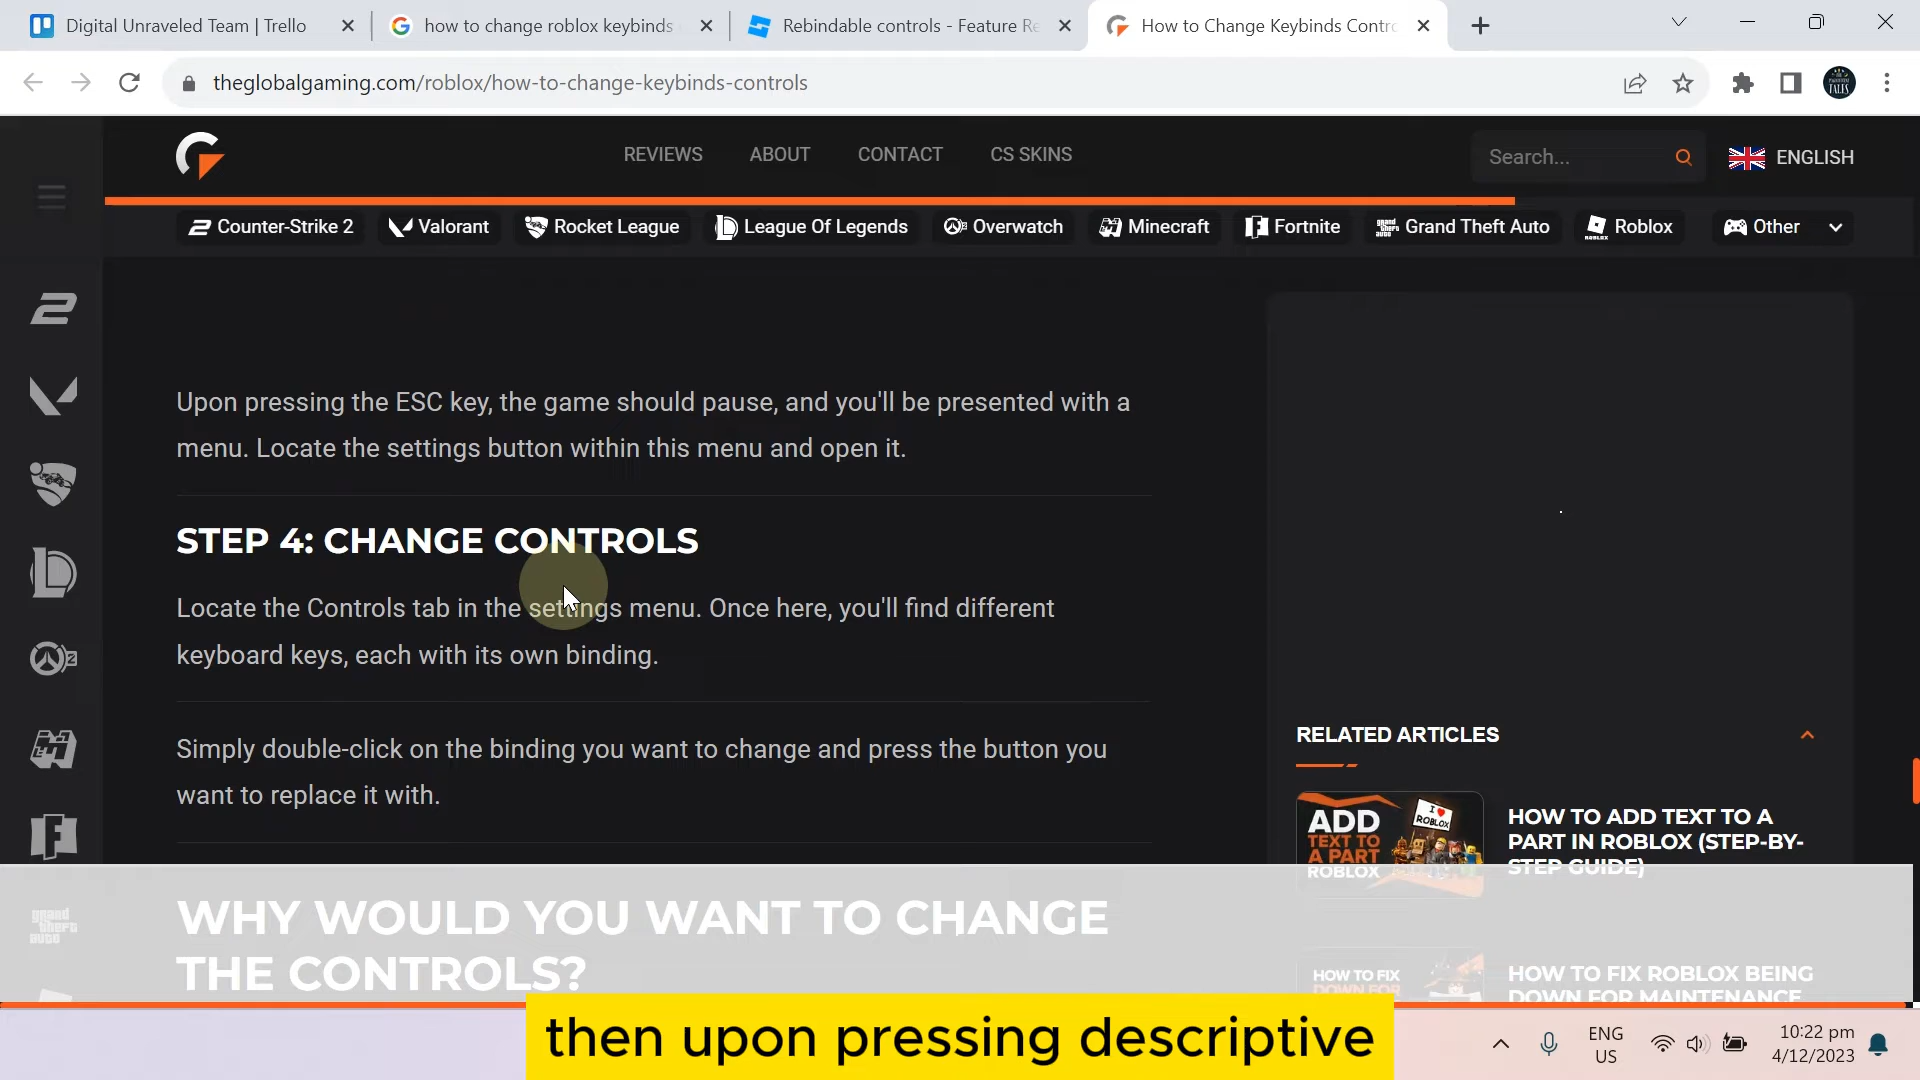 Digital Unraveled Team | Trello
how to change roblox keybinds
Rebindable controls - Feature Re
How to Change Keybinds Contro
theglobalgaming.com/roblox/how-to-change-keybinds-controls
REVIEWS
ABOUT
CONTACT
CS SKINS
Search...
ENGLISH
Counter-Strike 2
Valorant
Rocket League
League Of Legends
Overwatch
Minecraft
Fortnite
Grand Theft Auto
Roblox
Other
Upon pressing the ESC key, the game should pause, and you'll be presented with a
menu. Locate the settings button within this menu and open it.
STEP 4: CHANGE CONTROLS
Locate the Controls tab in the settings menu. Once here, you'll find different
keyboard keys, each with its own binding.
Simply double-click on the binding you want to change and press the button you
want to replace it with.
WHY WOULD YOU WANT TO CHANGE
THE CONTROLS?
RELATED ARTICLES
ADD
TEXT TO
A PART
ROBLOX
I
ROBLOX
HOW TO ADD TEXT TO A
PART IN ROBLOX (STEP-BY-
STEP GUIDE)
HOW TO FIX
DOWN FOR
HOW TO FIX ROBLOX BEING
DOWN FOR MAINTENANCE
then upon pressing descriptive
ENG
US
10:22 pm
4/12/2023